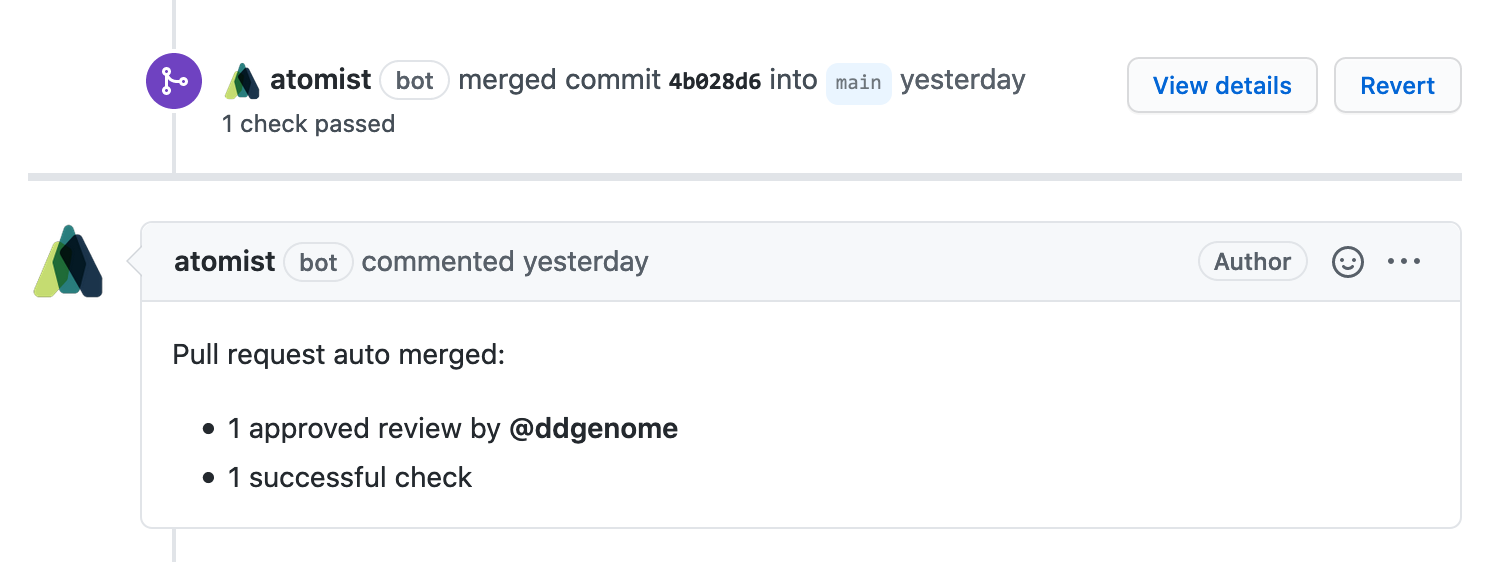 atomist bot merged commit 4b028d6 into main yesterday View details Revert
1 check passed
atomist bot commented yesterday Author
Pull request auto merged:
• 1 approved review by @ddgenome
• 1 successful check